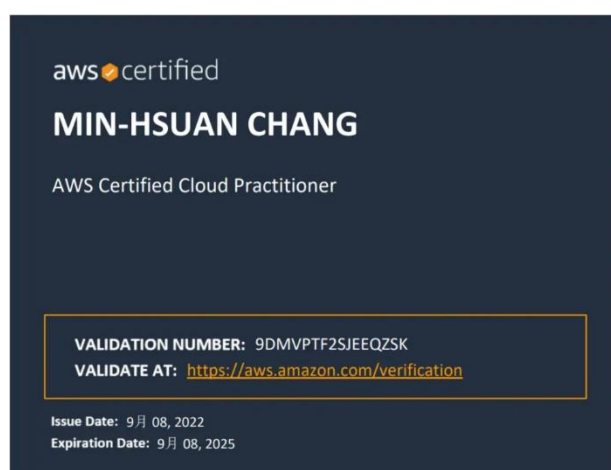 aws certified
MIN-HSUAN CHANG
AWS Certified Cloud Practitioner
VALIDATION NUMBER: 9DMVPTF2SJEEQZSK
VALIDATE AT: https://aws.amazon.com/verification
Issue Date: 9月 08, 2022
Expiration Date: 9月 08, 2025